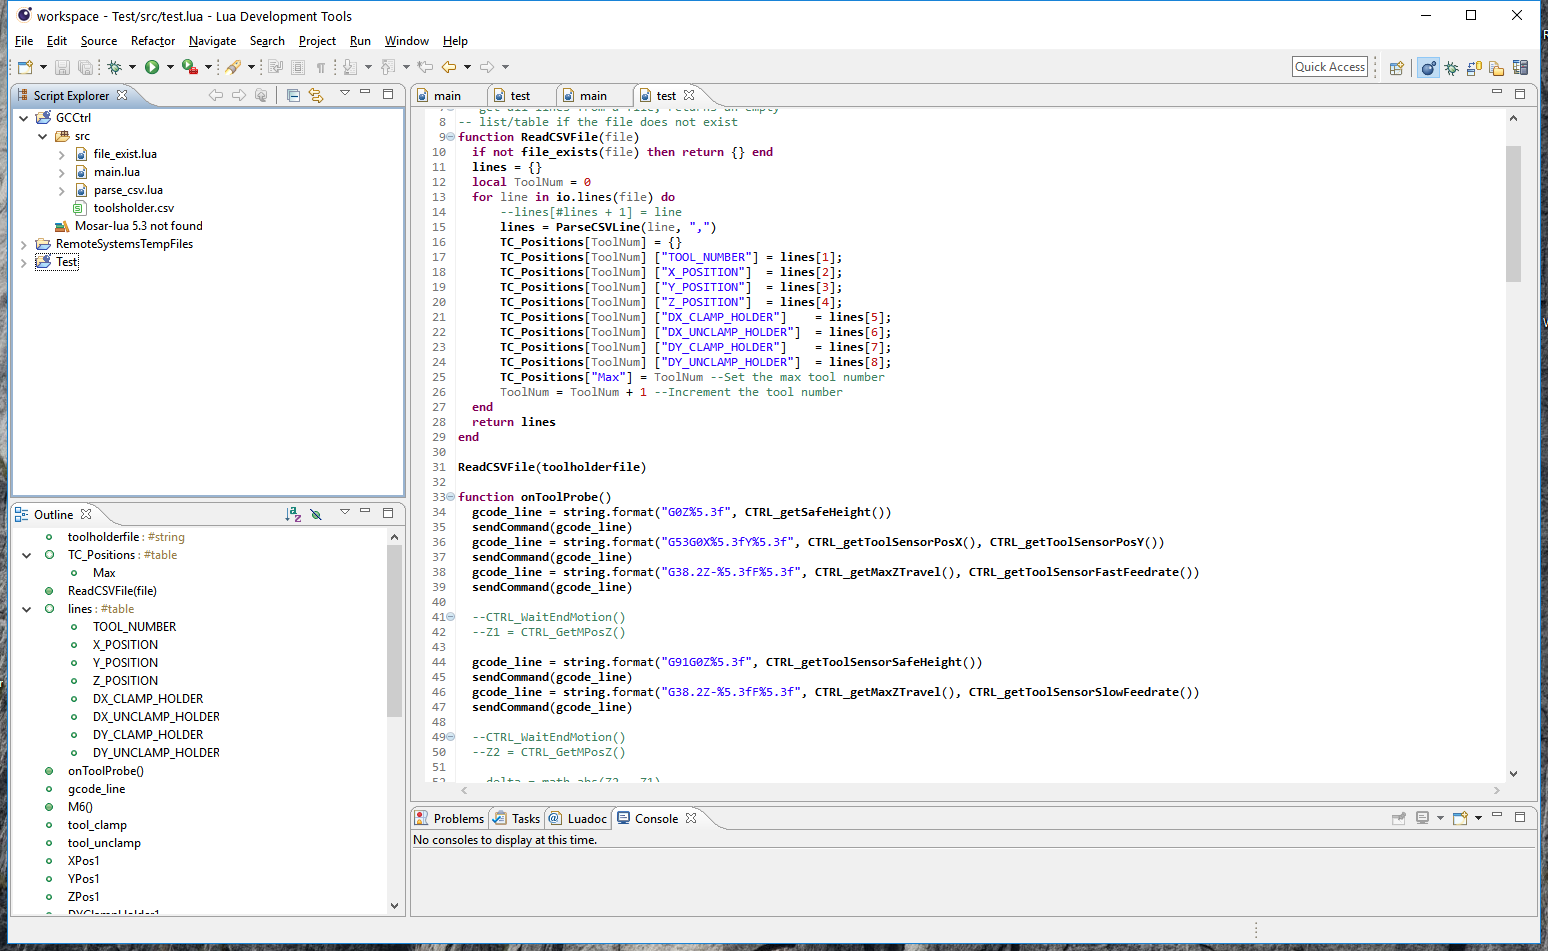 workspace - Test/src/test.lua - Lua Development Tools
File Edit Source Refactor Navigate Search Project Run Window Help
Quick Access
Script Explorer
GCCtrl
src
file_exist.lua
main.lua
parse_csv.lua
toolsholder.csv
Mosar-lua 5.3 not found
RemoteSystemsTempFiles
Test
Outline
toolholderfile : #string
TC_Positions : #table
Max
ReadCSVFile(file)
lines : #table
TOOL_NUMBER
X_POSITION
Y_POSITION
Z_POSITION
DX_CLAMP_HOLDER
DX_UNCLAMP_HOLDER
DY_CLAMP_HOLDER
DY_UNCLAMP_HOLDER
onToolProbe()
gcode_line
M6()
tool_clamp
tool_unclamp
XPos1
YPos1
ZPos1
main test main test
8 -- list/table if the file does not exist
9 function ReadCSVFile(file)
10 if not file_exists(file) then return {} end
11 lines = {}
12 local ToolNum = 0
13 for line in io.lines(file) do
14 --lines[#lines + 1] = line
15 lines = ParseCSVLine(line, ",")
16 TC_Positions[ToolNum] = {}
17 TC_Positions[ToolNum] ["TOOL_NUMBER"] = lines[1];
18 TC_Positions[ToolNum] ["X_POSITION"] = lines[2];
19 TC_Positions[ToolNum] ["Y_POSITION"] = lines[3];
20 TC_Positions[ToolNum] ["Z_POSITION"] = lines[4];
21 TC_Positions[ToolNum] ["DX_CLAMP_HOLDER"] = lines[5];
22 TC_Positions[ToolNum] ["DX_UNCLAMP_HOLDER"] = lines[6];
23 TC_Positions[ToolNum] ["DY_CLAMP_HOLDER"] = lines[7];
24 TC_Positions[ToolNum] ["DY_UNCLAMP_HOLDER"] = lines[8];
25 TC_Positions["Max"] = ToolNum --Set the max tool number
26 ToolNum = ToolNum + 1 --Increment the tool number
27 end
28 return lines
29 end
30
31 ReadCSVFile(toolholderfile)
32
33 function onToolProbe()
34 gcode_line = string.format("G0Z%5.3f", CTRL_getSafeHeight())
35 sendCommand(gcode_line)
36 gcode_line = string.format("G53G0X%5.3fY%5.3f", CTRL_getToolSensorPosX(), CTRL_getToolSensorPosY())
37 sendCommand(gcode_line)
38 gcode_line = string.format("G38.2Z-%5.3fF%5.3f", CTRL_getMaxZTravel(), CTRL_getToolSensorFastFeedrate())
39 sendCommand(gcode_line)
40
41 --CTRL_WaitEndMotion()
42 --Z1 = CTRL_GetMPosZ()
43
44 gcode_line = string.format("G91G0Z%5.3f", CTRL_getToolSensorSafeHeight())
45 sendCommand(gcode_line)
46 gcode_line = string.format("G38.2Z-%5.3fF%5.3f", CTRL_getMaxZTravel(), CTRL_getToolSensorSlowFeedrate())
47 sendCommand(gcode_line)
48
49 --CTRL_WaitEndMotion()
50 --Z2 = CTRL_GetMPosZ()
51
Problems Tasks Luadoc Console
No consoles to display at this time.